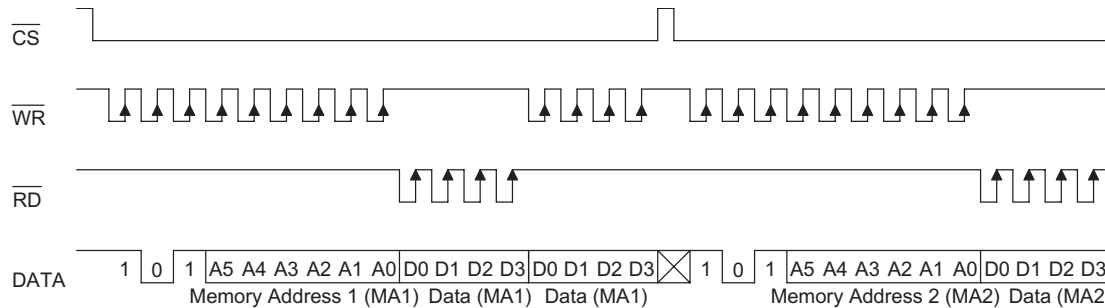 CS
WR
RD
DATA 1 0 1 A5 A4 A3 A2 A1 A0 D0 D1 D2 D3 D0 D1 D2 D3 1 0 1 A5 A4 A3 A2 A1 A0 D0 D1 D2 D3
Memory Address 1 (MA1) Data (MA1) Data (MA1) Memory Address 2 (MA2) Data (MA2